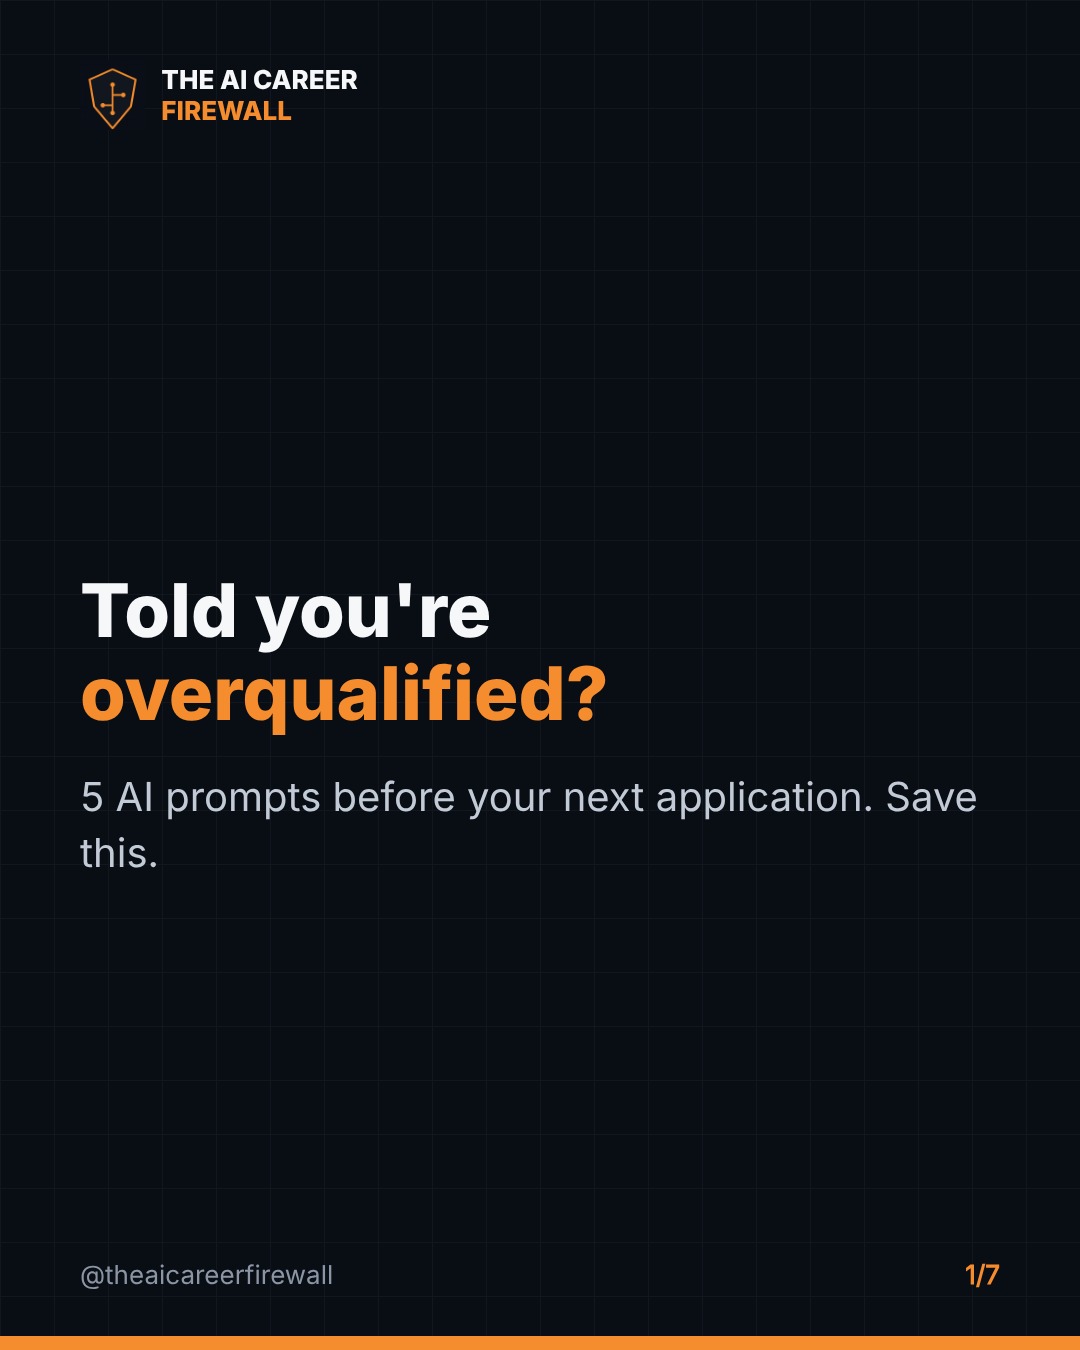 THE AI CAREER
FIREWALL
Told you're
overqualified?
5 AI prompts before your next application. Save
this.
@theaicareerfirewall
1/7